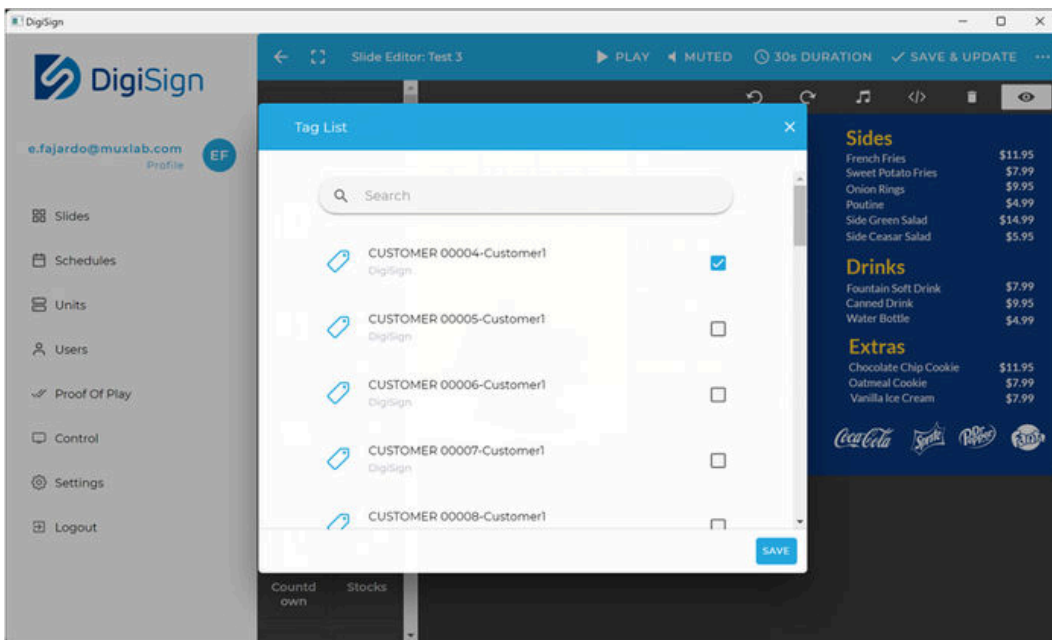 DigiSign
DigiSign
e.fajardo@muxlab.com
Profile
EF
Slides
Schedules
Units
Users
Proof Of Play
Control
Settings
Logout
Slide Editor: Test 3
PLAY
MUTED
30s DURATION
SAVE & UPDATE
Tag List
Search
CUSTOMER 00004-Customer1
DigiSign
CUSTOMER 00005-Customer1
DigiSign
CUSTOMER 00006-Customer1
DigiSign
CUSTOMER 00007-Customer1
DigiSign
CUSTOMER 00008-Customer1
SAVE
Countd
own
Stocks
Sides
French Fries $11.95
Sweet Potato Fries $7.99
Onion Rings $9.95
Poutine $4.99
Side Green Salad $14.99
Side Ceasar Salad $5.95
Drinks
Fountain Soft Drink $7.99
Canned Drink $9.95
Water Bottle $4.99
Extras
Chocolate Chip Cookie $11.95
Oatmeal Cookie $7.99
Vanilla Ice Cream $7.99
Coca-Cola
Sprite
Dr Pepper